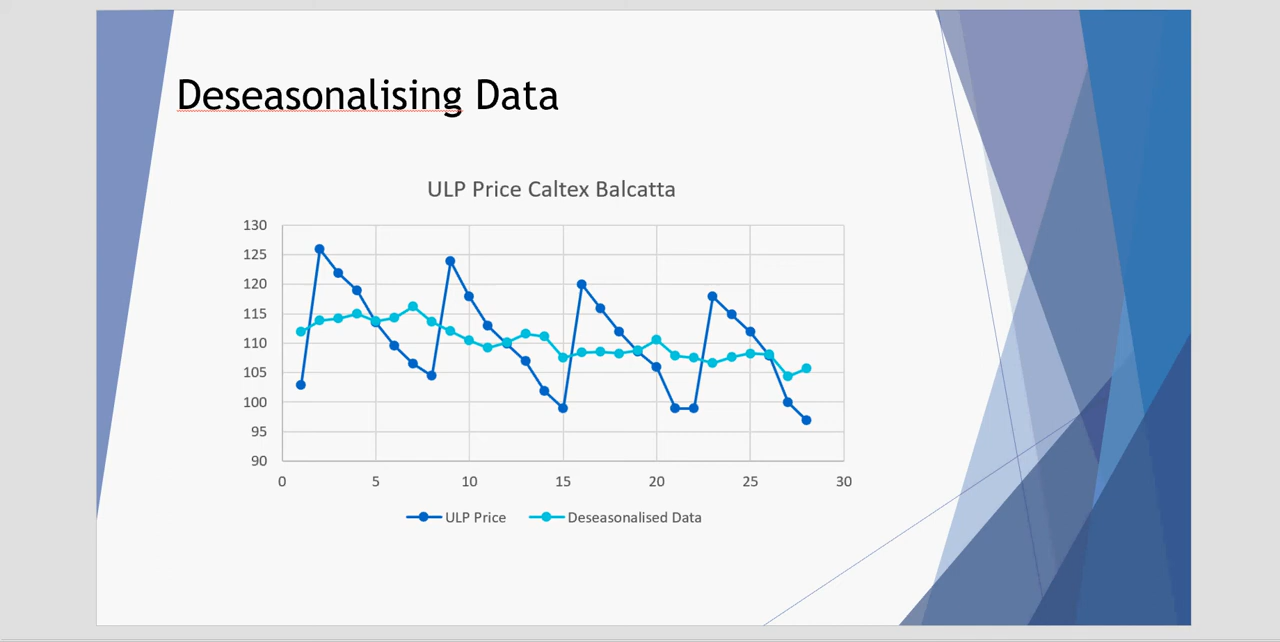 Deseasonalising Data
ULP Price Caltex Balcatta
130
125
120
115
110
105
100
95
90
0 5 10 15 20 25 30
ULP Price Deseasonalised Data